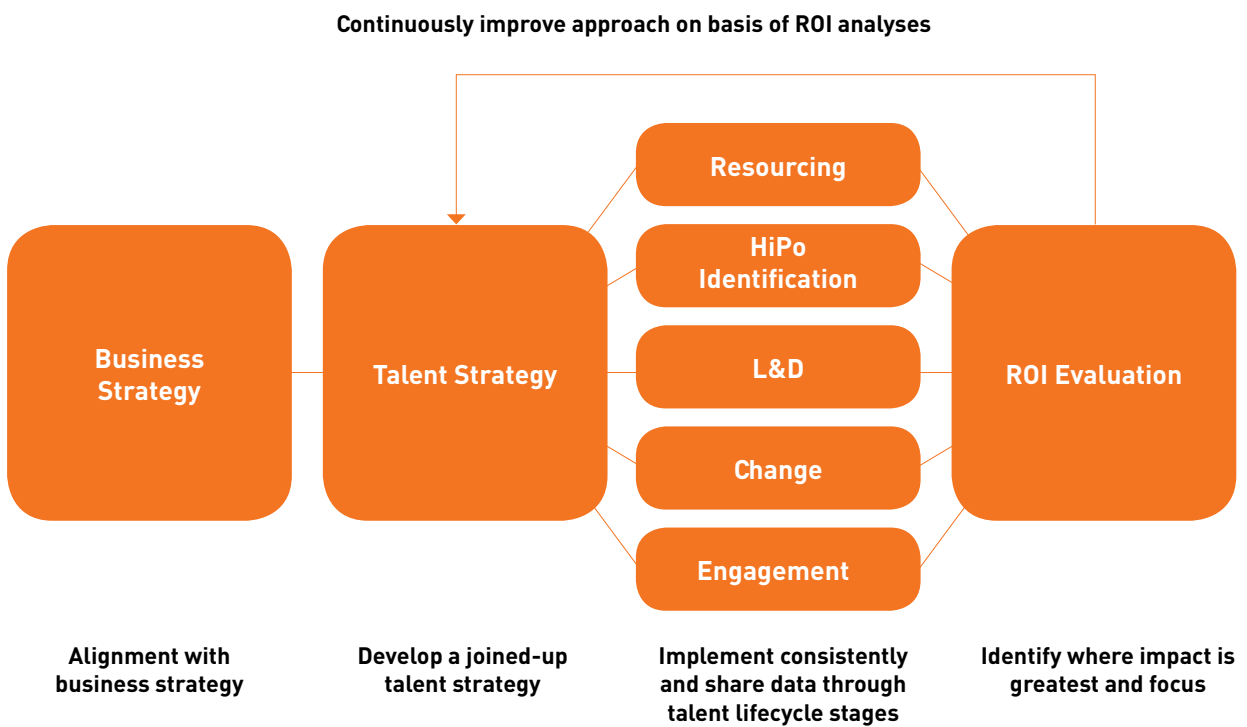 Continuously improve approach on basis of ROI analyses
Business
Strategy
Talent Strategy
Resourcing
HiPo
Identification
L&D
Change
Engagement
ROI Evaluation
Alignment with
business strategy
Develop a joined-up
talent strategy
Implement consistently
and share data through
talent lifecycle stages
Identify where impact is
greatest and focus